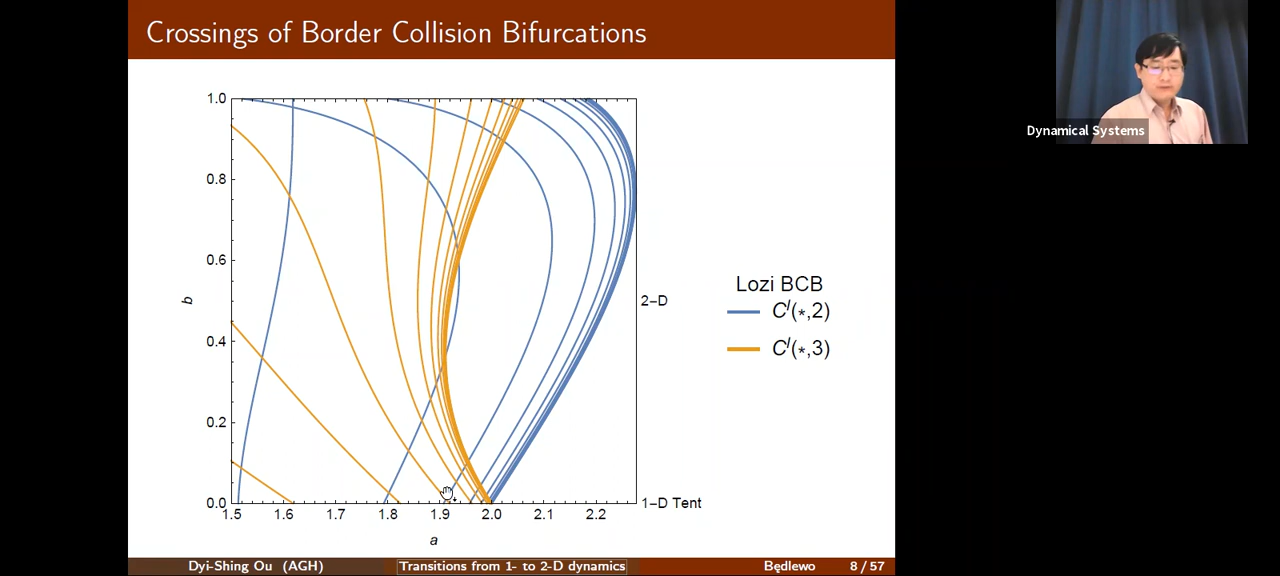 Crossings of Border Collision Bifurcations
Dynamical Systems
1.0
0.8
0.6
0.4
0.2
0.0
b
1.5 1.6 1.7 1.8 1.9 2.0 2.1 2.2
a
2-D
1-D Tent
Lozi BCB
C^I(*,2)
C^I(*,3)
Dyi-Shing Ou (AGH) Transitions from 1- to 2-D dynamics Będlewo 8 / 57